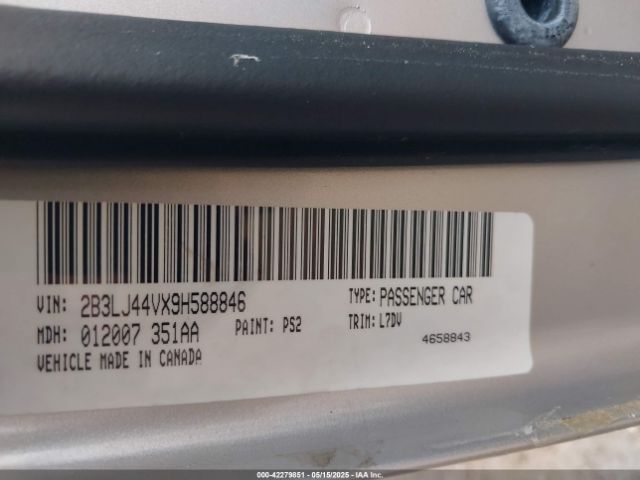 VIN: 2B3LJ44VX9H588846 TYPE: PASSENGER CAR
MDH: 012007 351AA PAINT: PS2 TRIM: L7DV
4658843
VEHICLE MADE IN CANADA
000-42279851 - 05/15/2025 - IAA Inc.